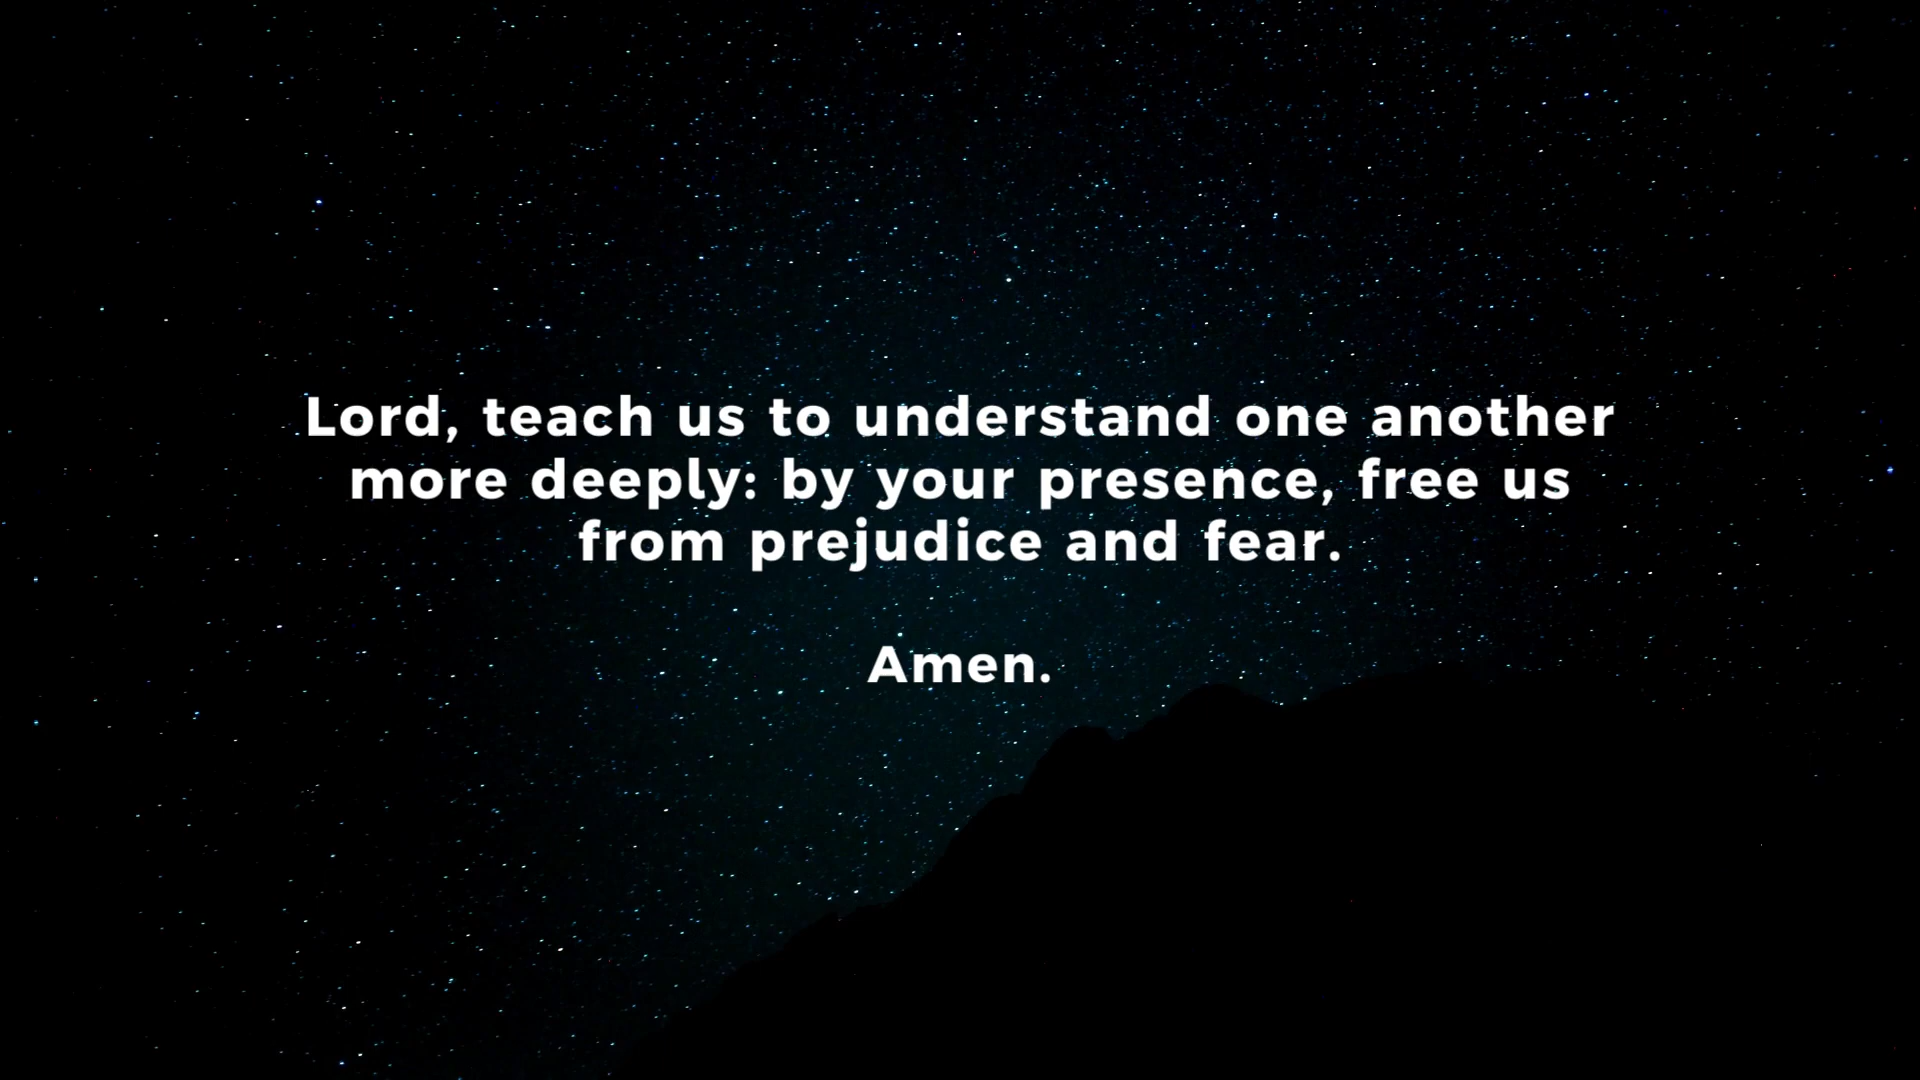 Lord, teach us to understand one another
more deeply: by your presence, free us
from prejudice and fear.
Amen.